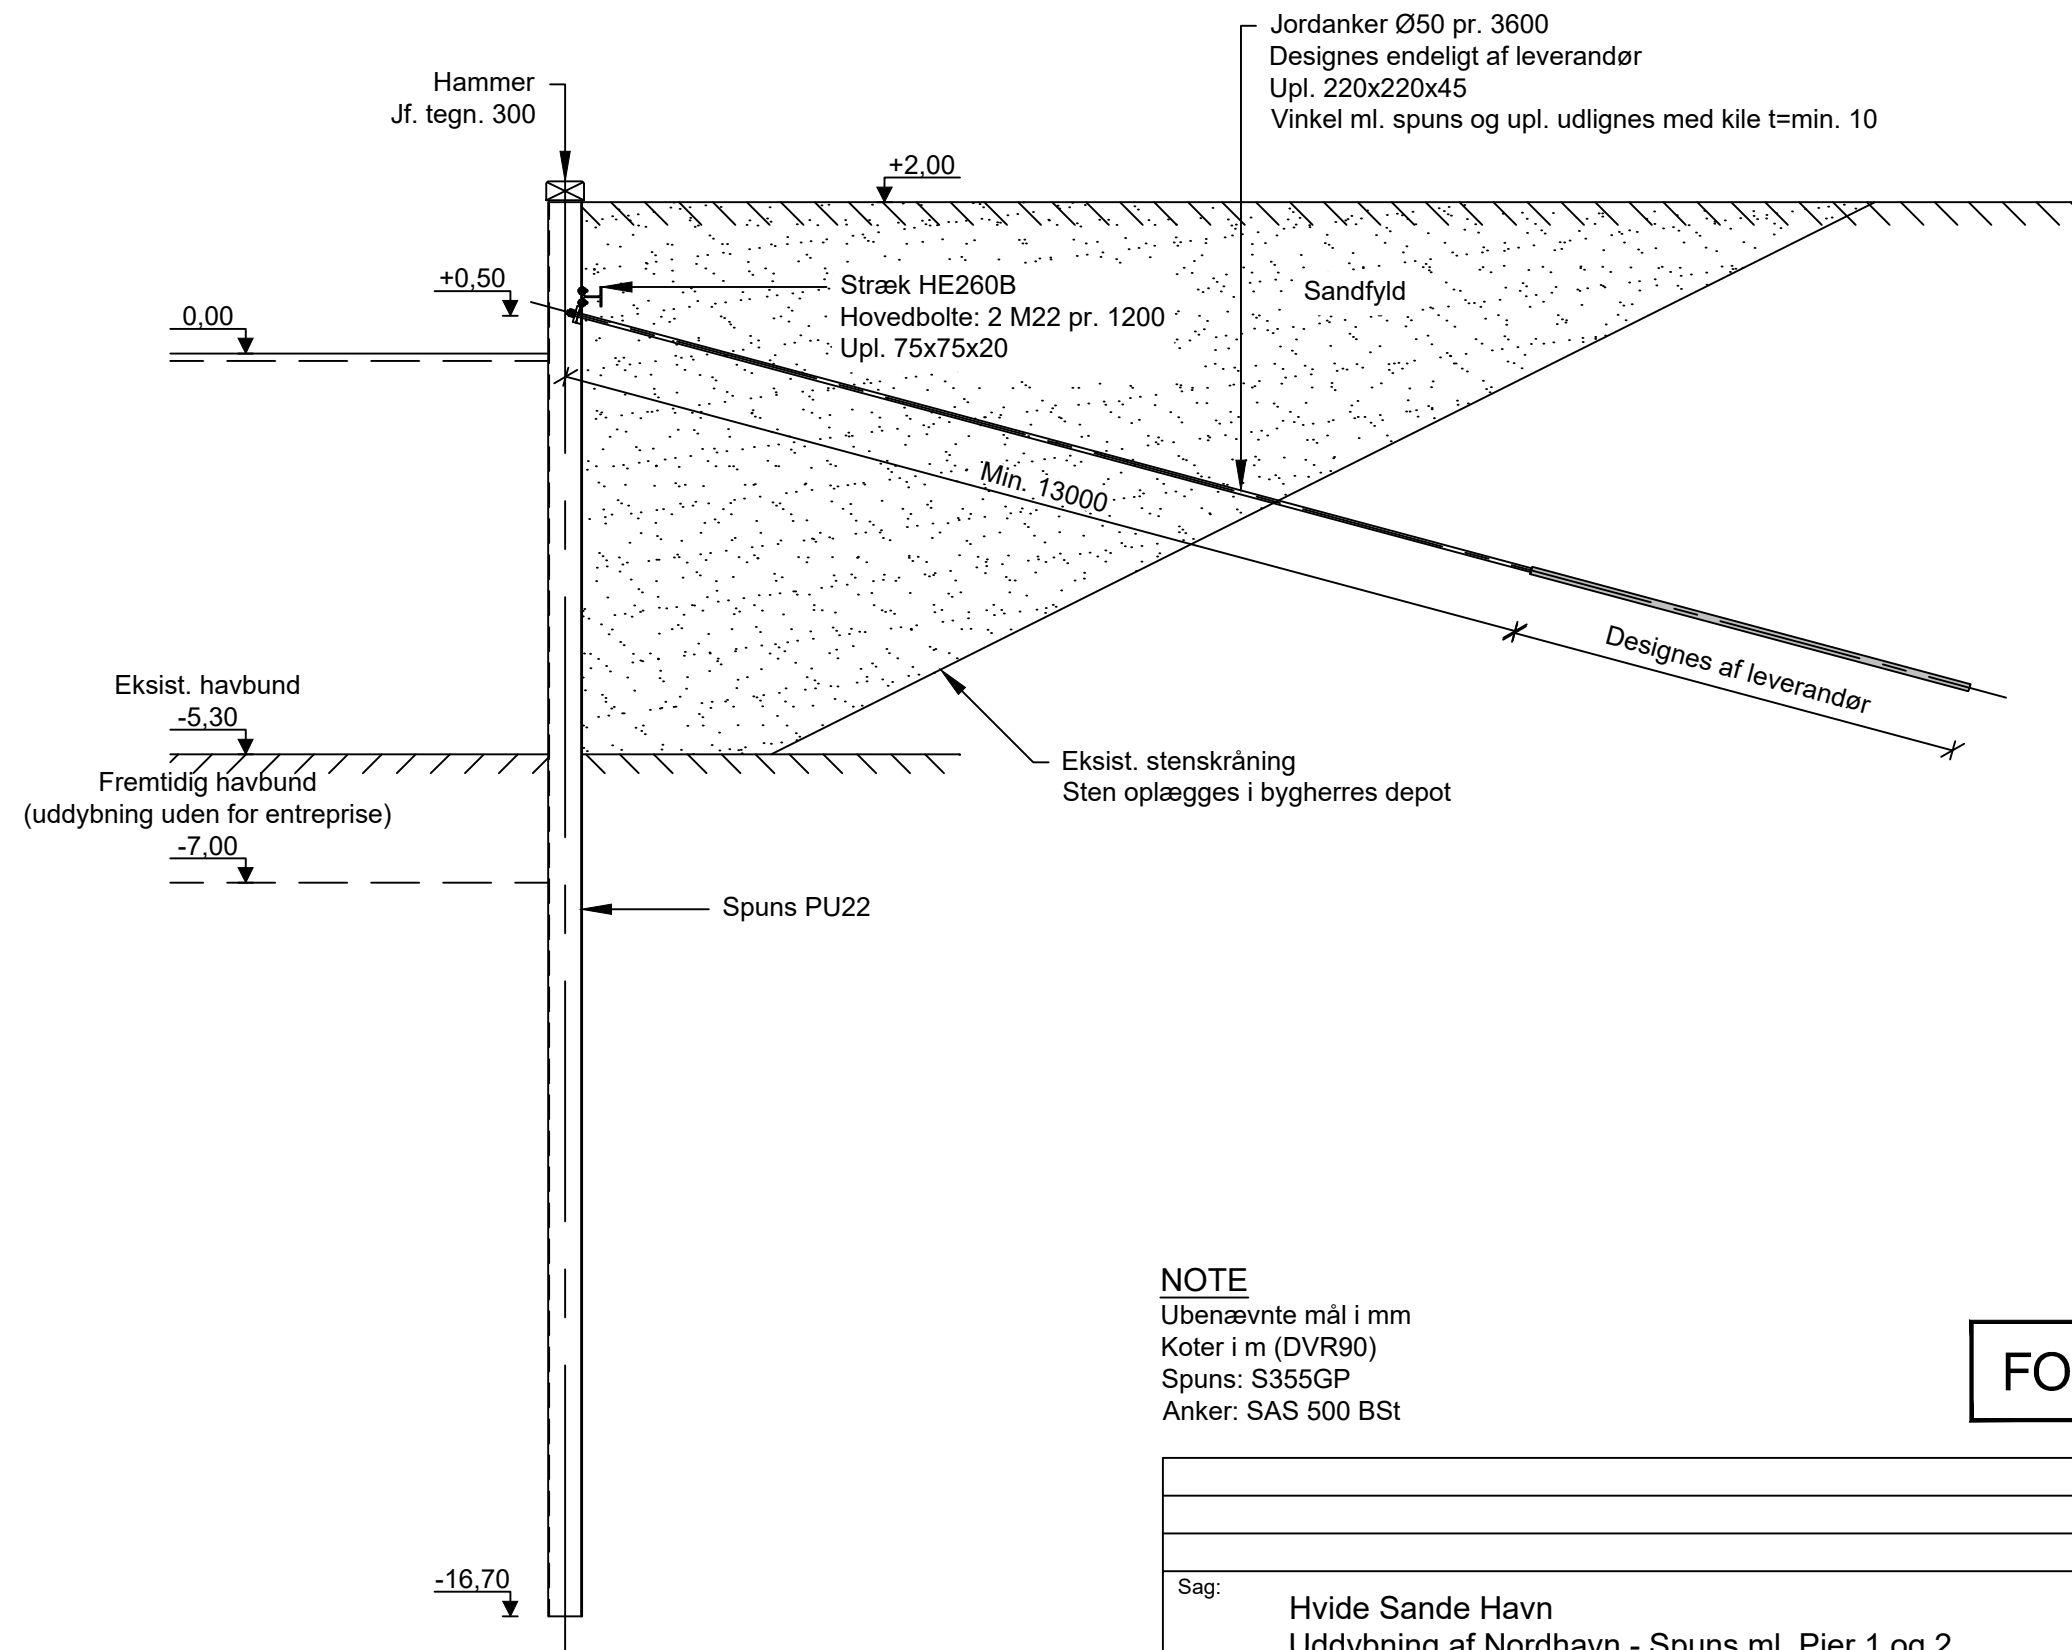 Jordanker Ø50 pr. 3600
Designes endeligt af leverandør
Upl. 220x220x45
Vinkel ml. spuns og upl. udlignes med kile t=min. 10
Hammer
Jf. tegn. 300
+2,00
+0,50
0,00
Stræk HE260B
Hovedbolte: 2 M22 pr. 1200
Upl. 75x75x20
Sandfyld
Min. 13000
Designes af leverandør
Eksist. havbund
-5,30
Fremtidig havbund
(uddybning uden for entreprise)
-7,00
Eksist. stenskråning
Sten oplægges i bygherres depot
Spuns PU22
-16,70
NOTE
Ubenævnte mål i mm
Koter i m (DVR90)
Spuns: S355GP
Anker: SAS 500 BSt
FO
Sag:
Hvide Sande Havn
Uddybning af Nordhavn - Spuns ml. Pier 1 og 2